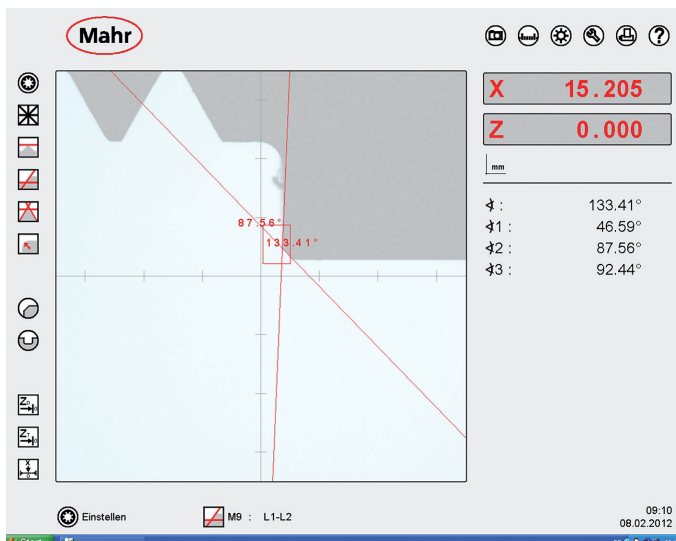 Mahr
X 15.205
Z 0.000
mm
∢ : 133.41°
∢1 : 46.59°
∢2 : 87.56°
∢3 : 92.44°
87.56°
133.41°
Einstellen
M9 : L1-L2
09:10
08.02.2012